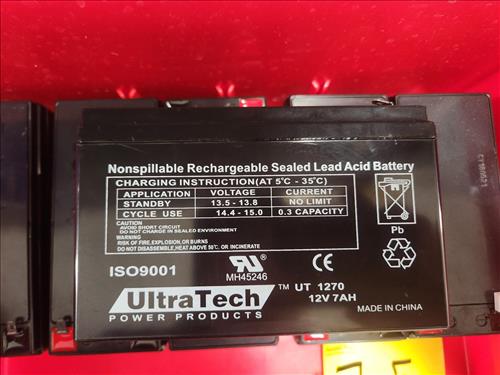 Nonspillable Rechargeable Sealed Lead Acid Battery
CHARGING INSTRUCTION(AT 5°C - 35°C)
APPLICATION VOLTAGE CURRENT
STANDBY 13.5 - 13.8 NO LIMIT
CYCLE USE 14.4 - 15.0 0.3 CAPACITY
CAUTION:
AVOID SHORT CIRCUIT
DO NOT CHARGE IN SEALED ENVIRONMENT
WARNING:
RISK OF FIRE,EXPLOSION,OR BURNS
DO NOT DISASSEMBLE,HEAT ABOVE 50°C, OR INCINERATE
Pb
ISO9001
MH45246
CE
UltraTech™
POWER PRODUCTS
UT 1270
12V 7AH
MADE IN CHINA